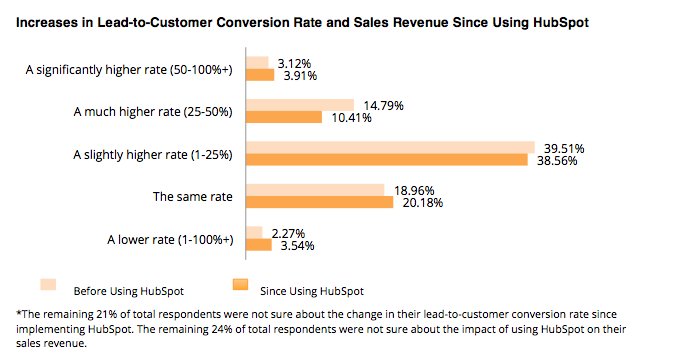 Increases in Lead-to-Customer Conversion Rate and Sales Revenue Since Using HubSpot
A significantly higher rate (50-100%+)
3.12%
3.91%
A much higher rate (25-50%)
14.79%
10.41%
A slightly higher rate (1-25%)
39.51%
38.56%
The same rate
18.96%
20.18%
A lower rate (1-100%+)
2.27%
3.54%
Before Using HubSpot
Since Using HubSpot
*The remaining 21% of total respondents were not sure about the change in their lead-to-customer conversion rate since
implementing HubSpot. The remaining 24% of total respondents were not sure about the impact of using HubSpot on their
sales revenue.